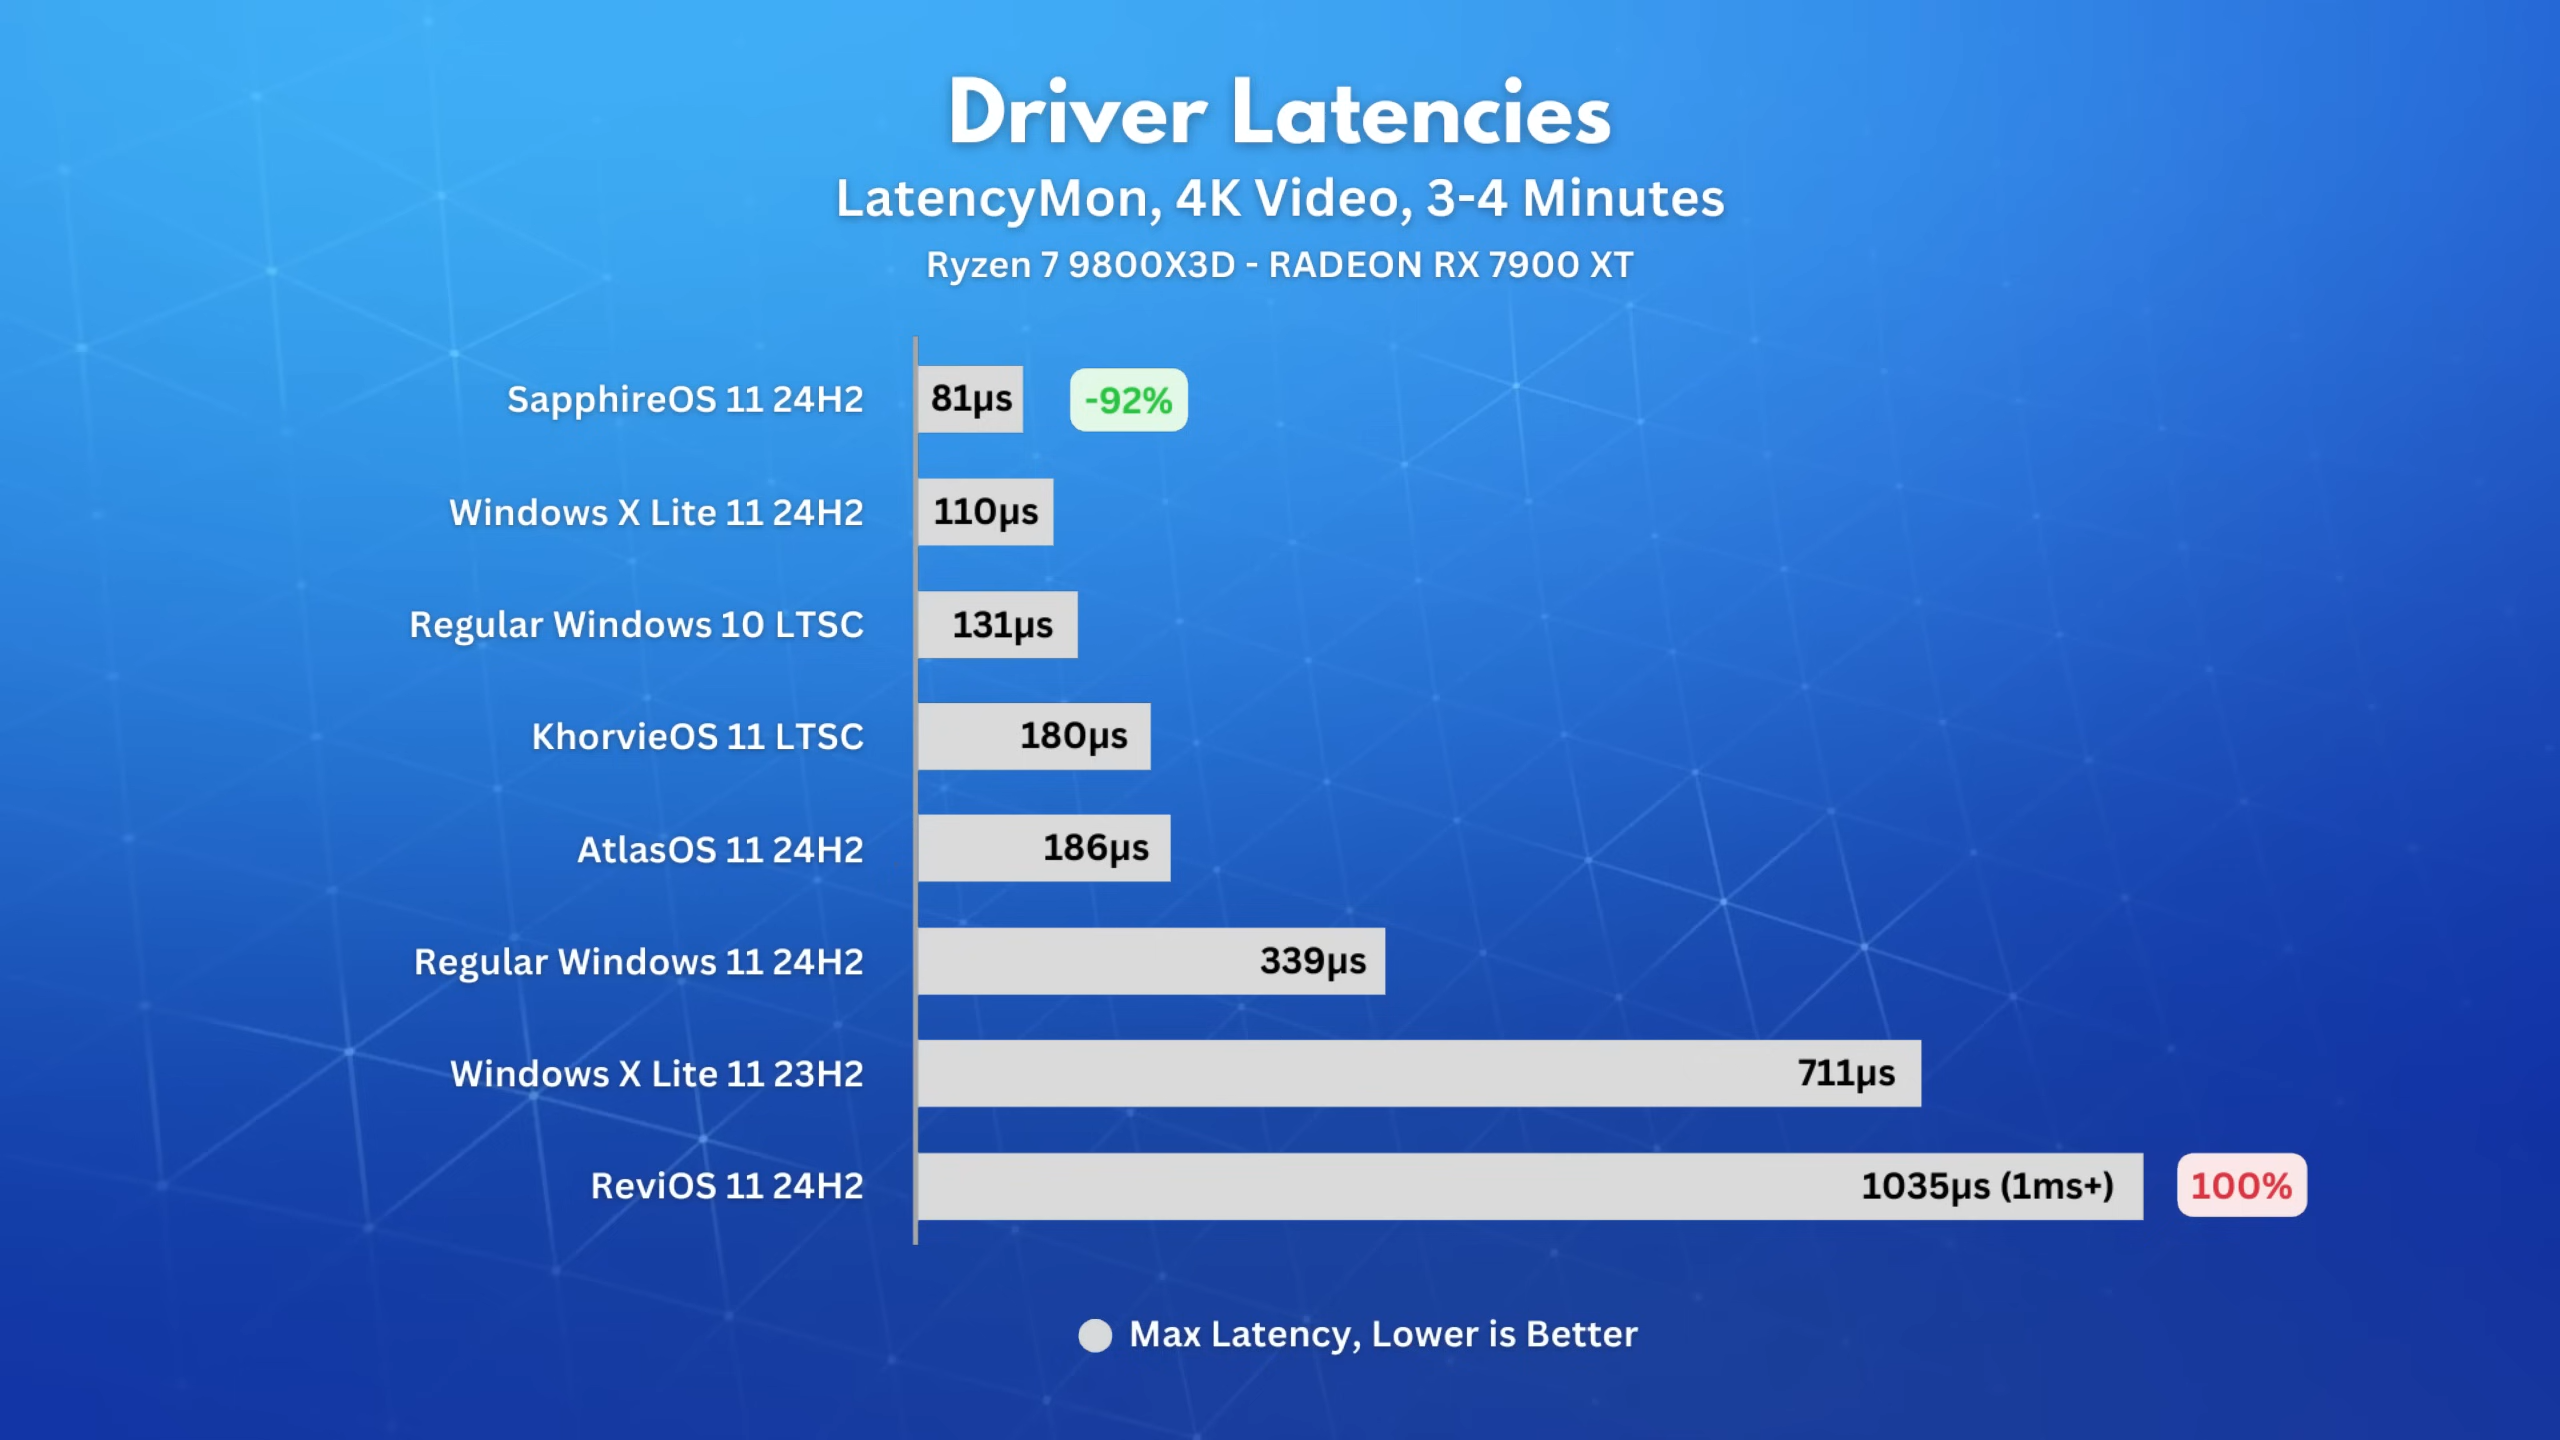 Driver Latencies
LatencyMon, 4K Video, 3-4 Minutes
Ryzen 7 9800X3D - RADEON RX 7900 XT
SapphireOS 11 24H2 81µs -92%
Windows X Lite 11 24H2 110µs
Regular Windows 10 LTSC 131µs
KhorvieOS 11 LTSC 180µs
AtlasOS 11 24H2 186µs
Regular Windows 11 24H2 339µs
Windows X Lite 11 23H2 711µs
ReviOS 11 24H2 1035µs (1ms+) 100%
Max Latency, Lower is Better